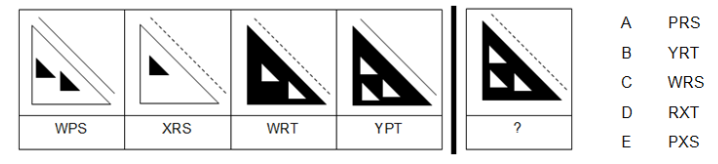 WPS XRS WRT YPT ?
A PRS
B YRT
C WRS
D RXT
E PXS